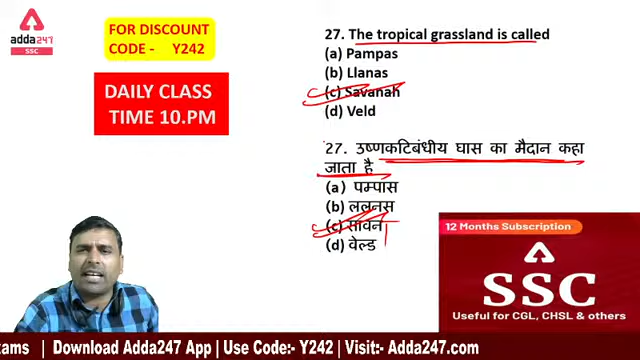 adda247
SSC
FOR DISCOUNT
CODE - Y242
DAILY CLASS
TIME 10.PM
27. The tropical grassland is called
(a) Pampas
(b) Llanas
(c) Savanah
(d) Veld
27. उष्णकटिबंधीय घास का मैदान कहा
जाता है
(a) पम्पास
(b) ललनस
(c) सावन
(d) वेल्ड
12 Months Subscription
SSC
Useful for CGL, CHSL & others
xams | Download Adda247 App | Use Code:- Y242 | Visit:- Adda247.com